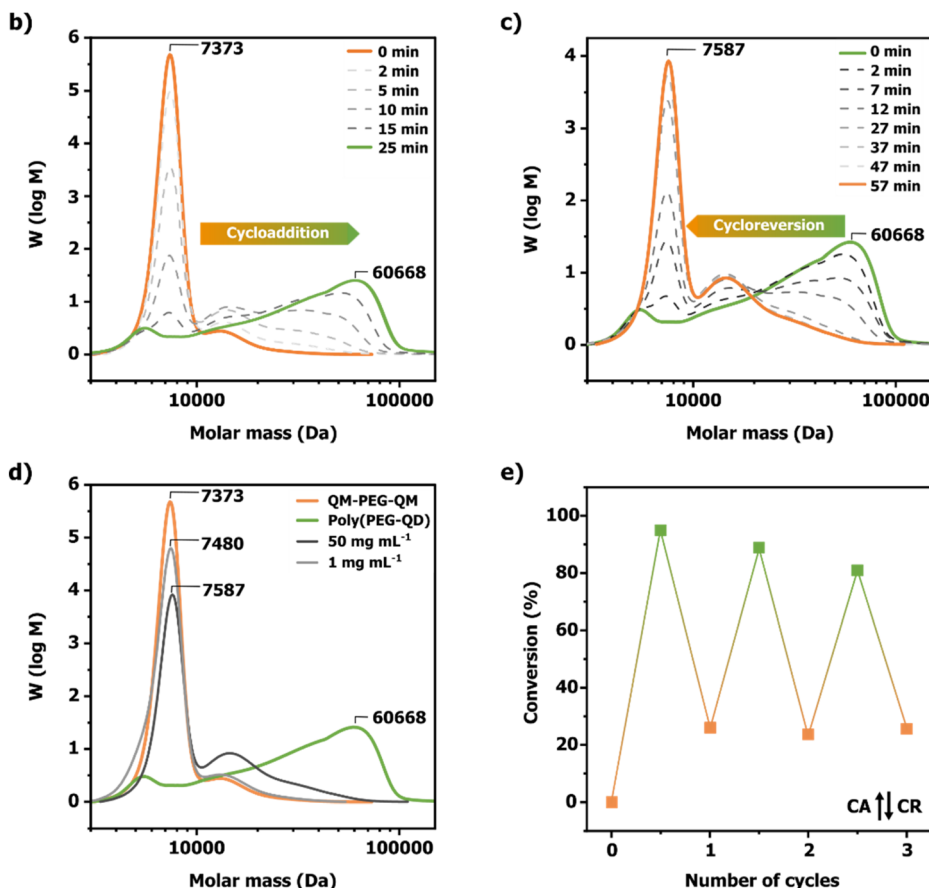 b)
6
5
4
3
2
1
0
W (log M)
7373
0 min
2 min
5 min
10 min
15 min
25 min
Cycloaddition
60668
10000
100000
Molar mass (Da)
c)
4
3
2
1
0
W (log M)
7587
0 min
2 min
7 min
12 min
27 min
37 min
47 min
57 min
Cycloreversion
60668
10000
100000
Molar mass (Da)
d)
6
5
4
3
2
1
0
W (log M)
7373
7480
7587
QM-PEG-QM
Poly(PEG-QD)
50 mg mL⁻¹
1 mg mL⁻¹
60668
10000
100000
Molar mass (Da)
e)
100
80
60
40
20
0
Conversion (%)
CA ↑↓ CR
0
1
2
3
Number of cycles